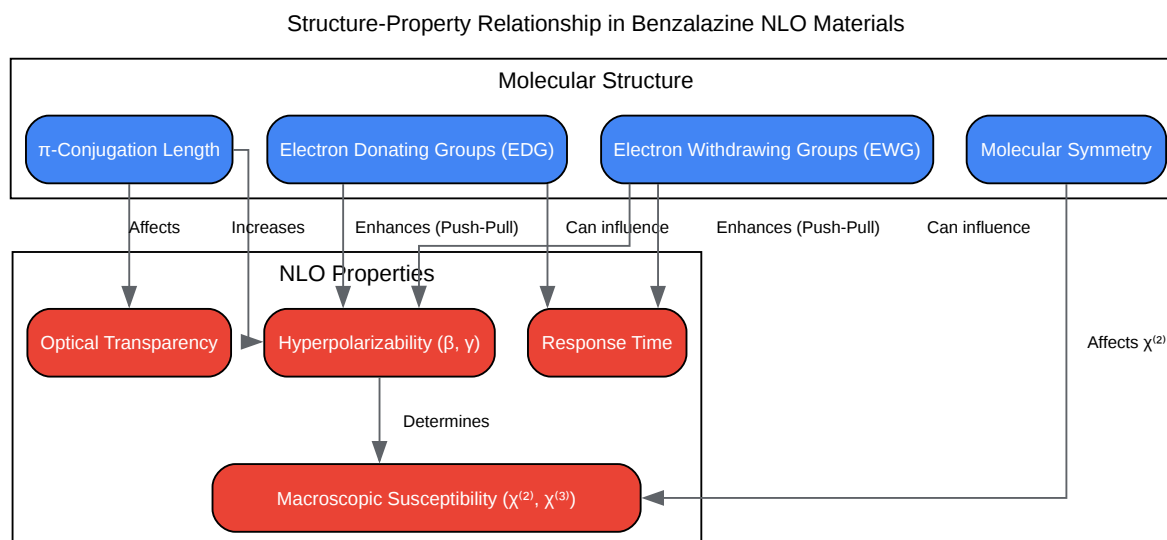 Structure-Property Relationship in Benzalazine NLO Materials
Molecular Structure
π-Conjugation Length
Electron Donating Groups (EDG)
Electron Withdrawing Groups (EWG)
Molecular Symmetry
Affects
Increases
Enhances (Push-Pull)
Can influence
Enhances (Push-Pull)
Can influence
NLO Properties
Optical Transparency
Hyperpolarizability (β, γ)
Response Time
Affects χ⁽²⁾
Determines
Macroscopic Susceptibility (χ⁽²⁾, χ⁽³⁾)